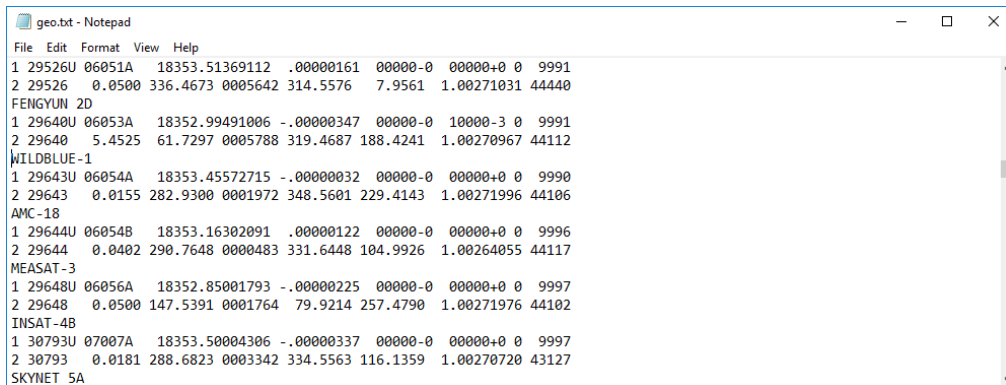 geo.txt - Notepad
File Edit Format View Help
1 29526U 06051A   18353.51369112  .00000161  00000-0  00000+0 0  9991
2 29526   0.0500 336.4673 0005642 314.5576   7.9561  1.00271031 44440
FENGYUN 2D
1 29640U 06053A   18352.99491006 -.00000347  00000-0  10000-3 0  9991
2 29640   5.4525  61.7297 0005788 319.4687 188.4241  1.00270967 44112
WILDBLUE-1
1 29643U 06054A   18353.45572715 -.00000032  00000-0  00000+0 0  9990
2 29643   0.0155 282.9300 0001972 348.5601 229.4143  1.00271996 44106
AMC-18
1 29644U 06054B   18353.16302091  .00000122  00000-0  00000+0 0  9996
2 29644   0.0402 290.7648 0000483 331.6448 104.9926  1.00264055 44117
MEASAT-3
1 29648U 06056A   18352.85001793 -.00000225  00000-0  00000+0 0  9997
2 29648   0.0500 147.5391 0001764  79.9214 257.4790  1.00271976 44102
INSAT-4B
1 30793U 07007A   18353.50004306 -.00000337  00000-0  00000+0 0  9997
2 30793   0.0181 288.6823 0003342 334.5563 116.1359  1.00270720 43127
SKYNET 5A